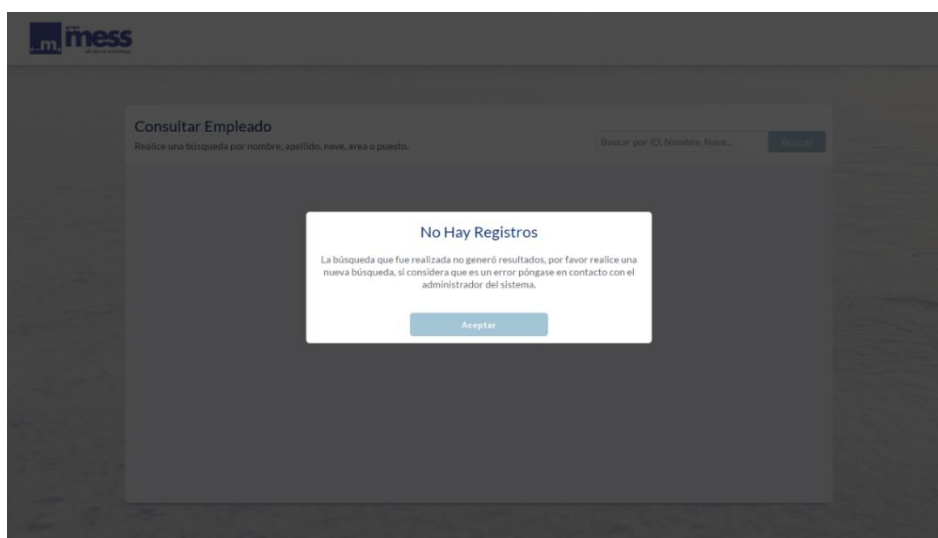 grupo
.m. mess
Consultar Empleado
Realice una búsqueda por nombre, apellido, nave, area o puesto.
Buscar por ID, Nombre, Nave...
Buscar
No Hay Registros
La búsqueda que fue realizada no generó resultados, por favor realice una
nueva búsqueda, si considera que es un error póngase en contacto con el
administrador del sistema.
Aceptar